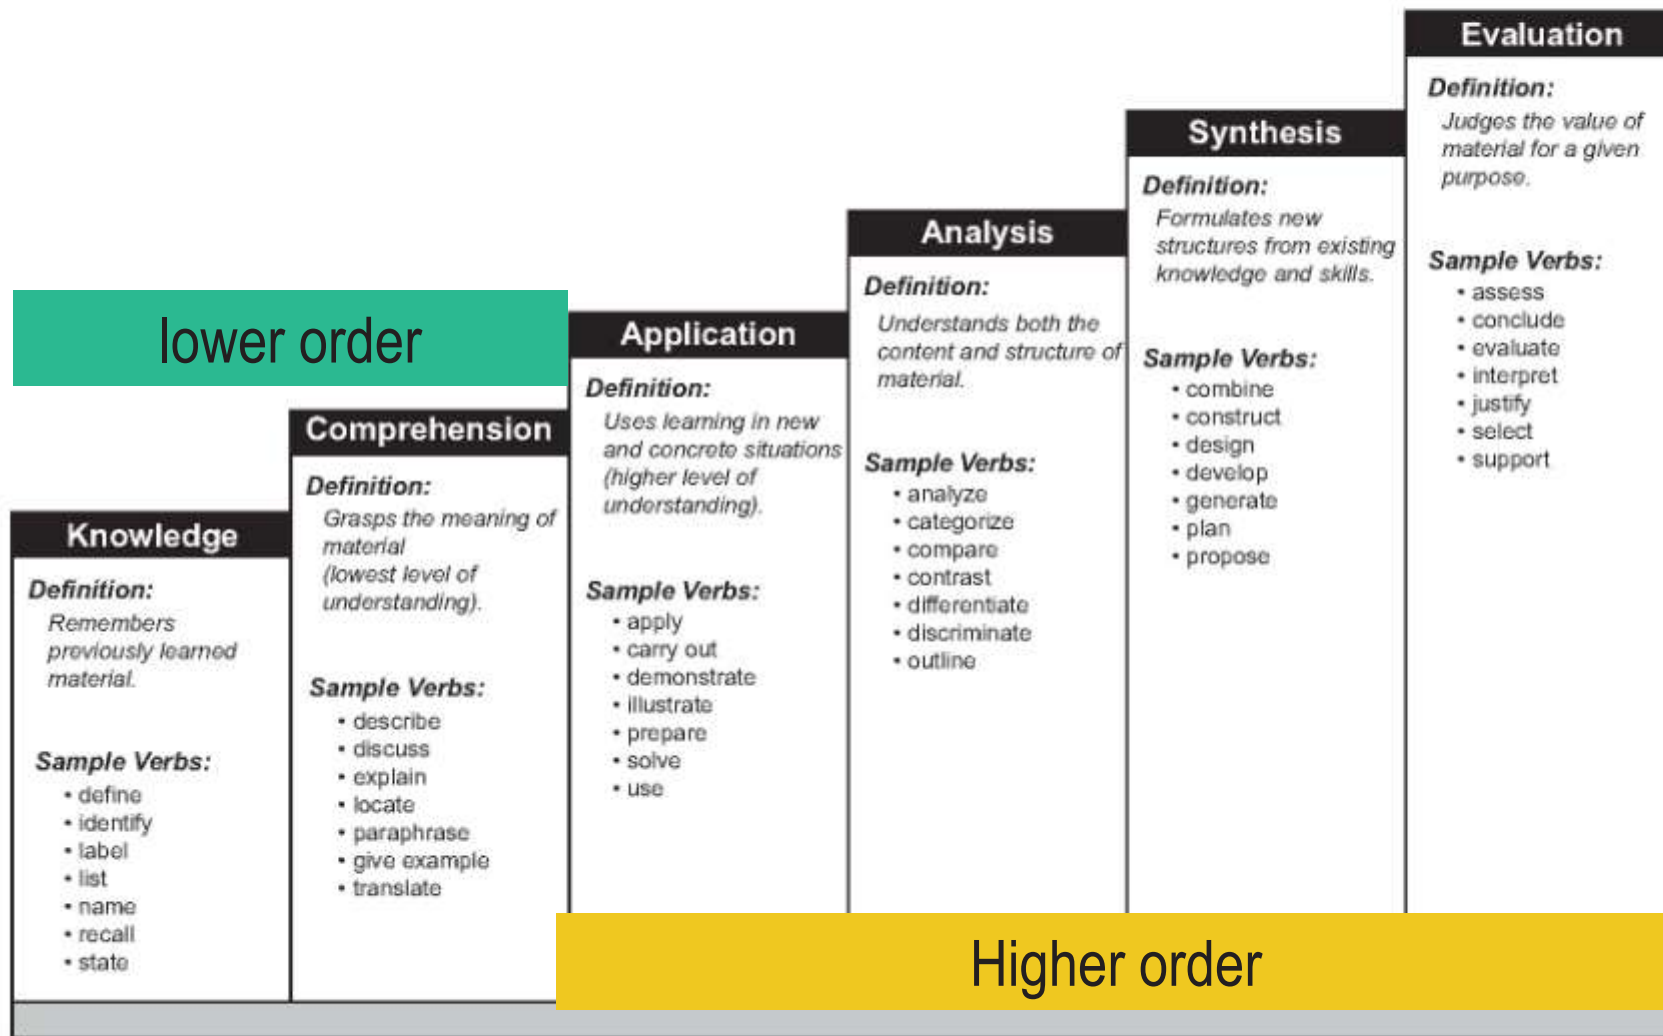 lower order
Knowledge
Definition:
Remembers
previously learned
material.
Sample Verbs:
• define
• identify
• label
• list
• name
• recall
• state
Comprehension
Definition:
Grasps the meaning of
material
(lowest level of
understanding).
Sample Verbs:
• describe
• discuss
• explain
• locate
• paraphrase
• give example
• translate
Application
Definition:
Uses learning in new
and concrete situations
(higher level of
understanding).
Sample Verbs:
• apply
• carry out
• demonstrate
• illustrate
• prepare
• solve
• use
Analysis
Definition:
Understands both the
content and structure of
material.
Sample Verbs:
• analyze
• categorize
• compare
• contrast
• differentiate
• discriminate
• outline
Synthesis
Definition:
Formulates new
structures from existing
knowledge and skills.
Sample Verbs:
• combine
• construct
• design
• develop
• generate
• plan
• propose
Evaluation
Definition:
Judges the value of
material for a given
purpose.
Sample Verbs:
• assess
• conclude
• evaluate
• interpret
• justify
• select
• support
Higher order